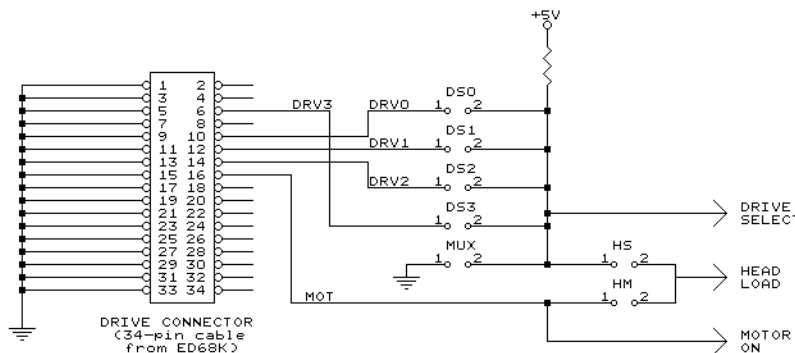 +5V
1 2
3 4
5 6
7 8
9 10
11 12
13 14
15 16
17 18
19 20
21 22
23 24
25 26
27 28
29 30
31 32
33 34
DRV3
DRV0
DRV1
DRV2
DS0
1 2
DS1
1 2
DS2
1 2
DS3
1 2
MUX
1 2
HS
1 2
HM
1 2
MOT
DRIVE
SELECT
HEAD
LOAD
MOTOR
ON
DRIVE CONNECTOR
(34-pin cable
from ED68K)